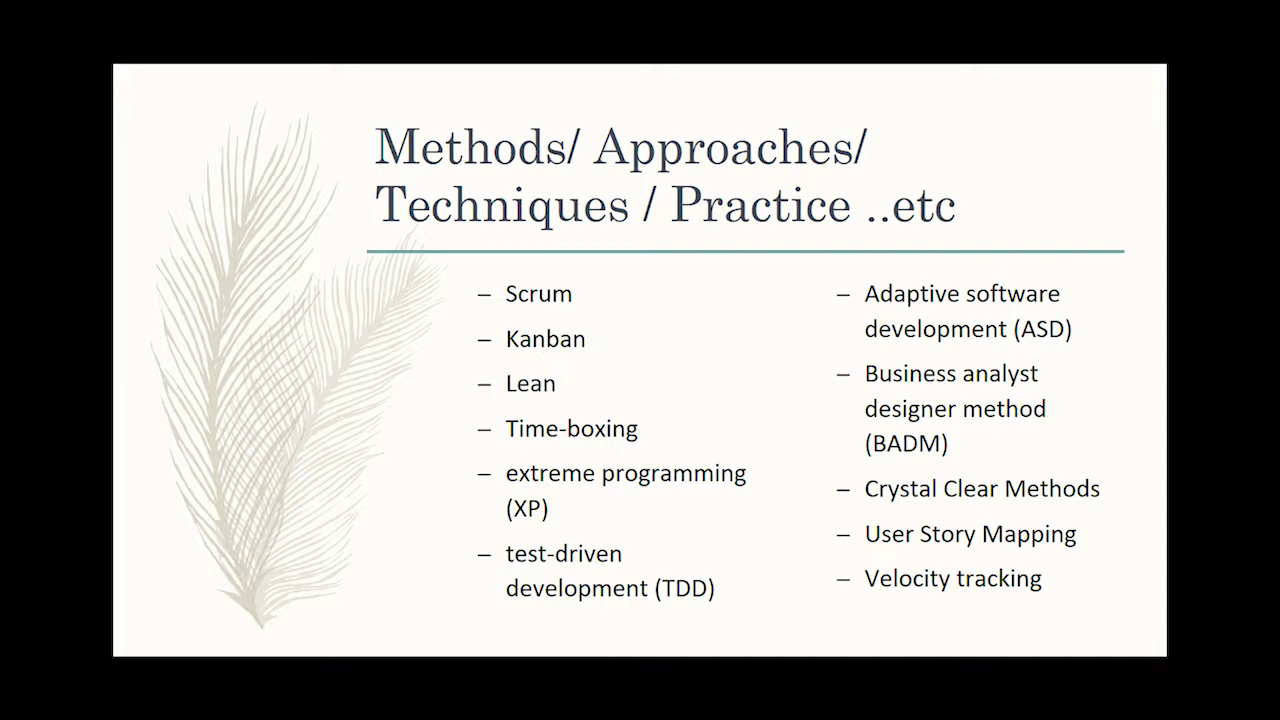 Methods/ Approaches/
Techniques / Practice ..etc
– Scrum
– Kanban
– Lean
– Time-boxing
– extreme programming
(XP)
– test-driven
development (TDD)
– Adaptive software
development (ASD)
– Business analyst
designer method
(BADM)
– Crystal Clear Methods
– User Story Mapping
– Velocity tracking